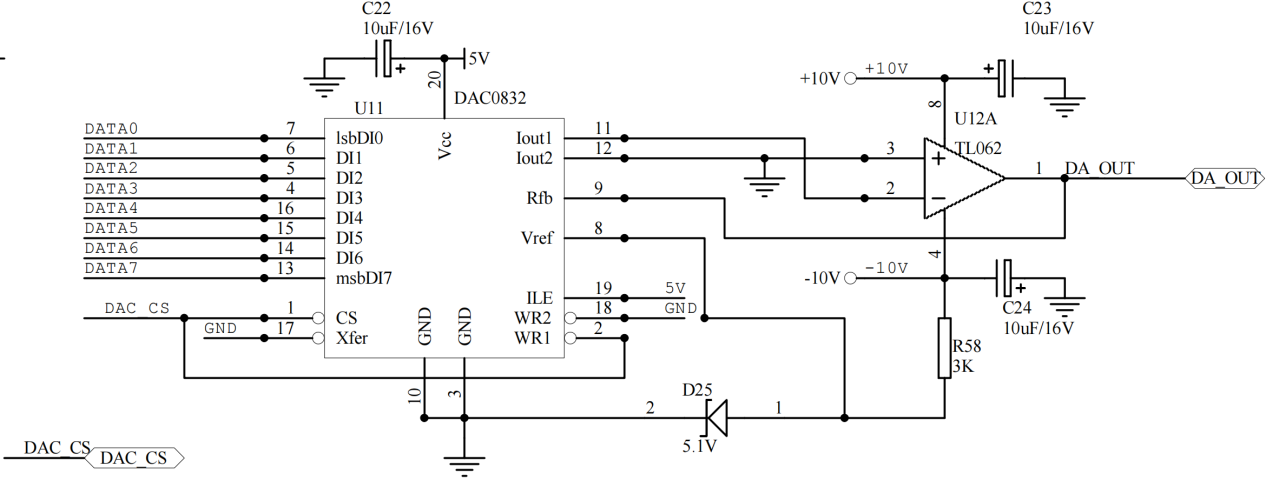 C22
10uF/16V
5V
20
C23
10uF/16V
+10V +10V
8
U11
DAC0832
Vcc
U12A
TL062
DATA0 7 lsbDI0
DATA1 6 DI1
DATA2 5 DI2
DATA3 4 DI3
DATA4 16 DI4
DATA5 15 DI5
DATA6 14 DI6
DATA7 13 msbDI7
DAC_CS 1 CS
GND 17 Xfer
Iout1 11
Iout2 12
Rfb 9
Vref 8
ILE 19 5V
WR2 18 GND
WR1 2
GND
GND
10
3
3 +
2 -
1 DA_OUT DA_OUT
4
-10V -10V
C24
10uF/16V
R58
3K
D25
2 1
5.1V
DAC_CS DAC_CS